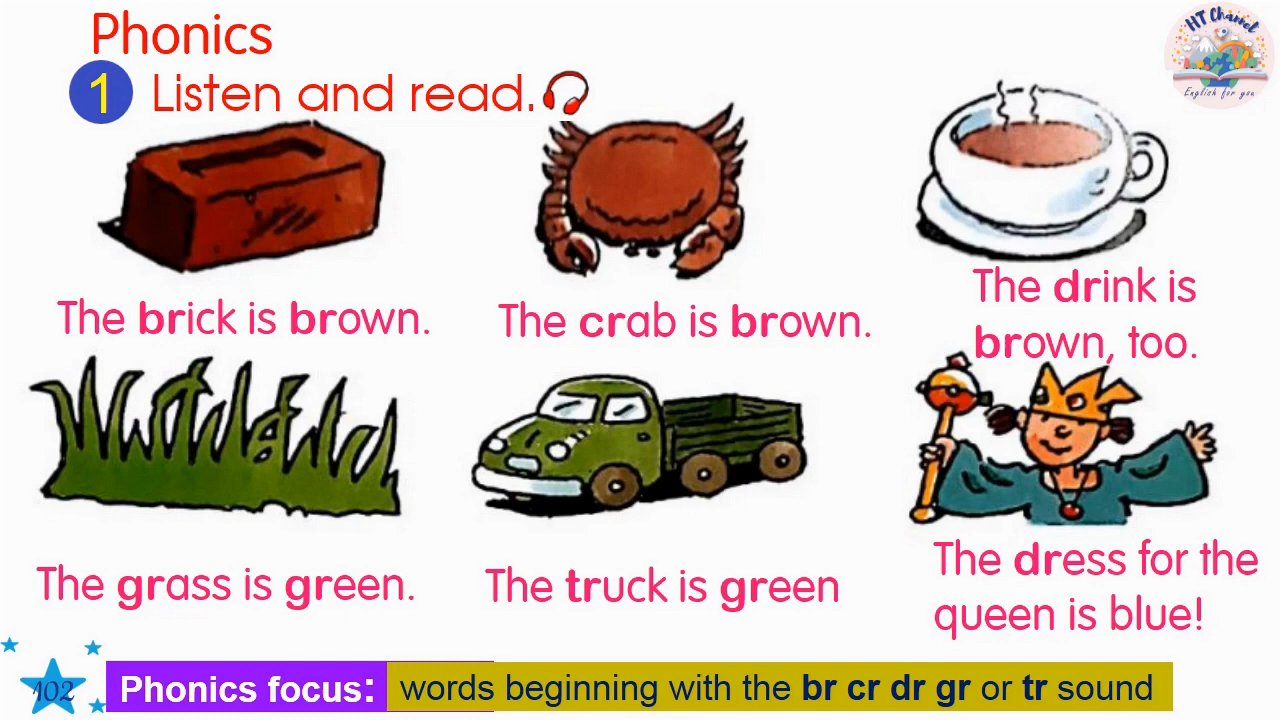 Phonics
1 Listen and read.
HT Channel
English for you
The brick is brown.
The crab is brown.
The drink is
brown, too.
The grass is green.
The truck is green
The dress for the
queen is blue!
102
Phonics focus: words beginning with the br cr dr gr or tr sound